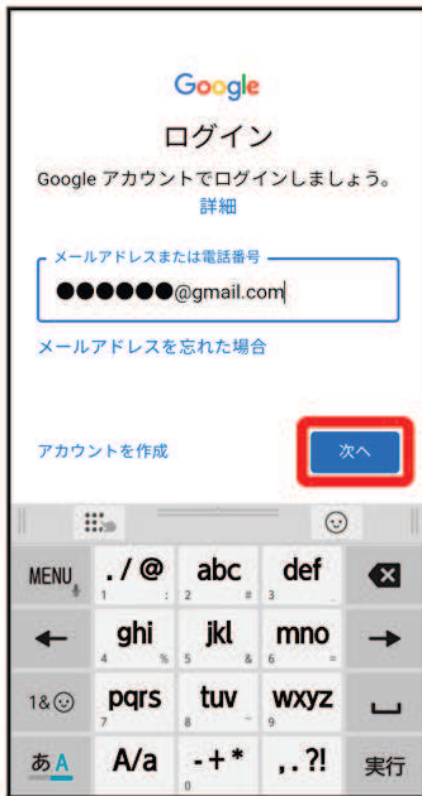 Google
ログイン
Google アカウントでログインしましょう。
詳細
メールアドレスまたは電話番号
●●●●●●@gmail.com
メールアドレスを忘れた場合
アカウントを作成 次へ
MENU ./@ abc def
1 : 2 # 3
← ghi jkl mno →
4 % 5 & 6 =
1&☺ pqrs tuv wxyz
7 8 ~ 9
あA A/a -+* ,.?! 実行
0